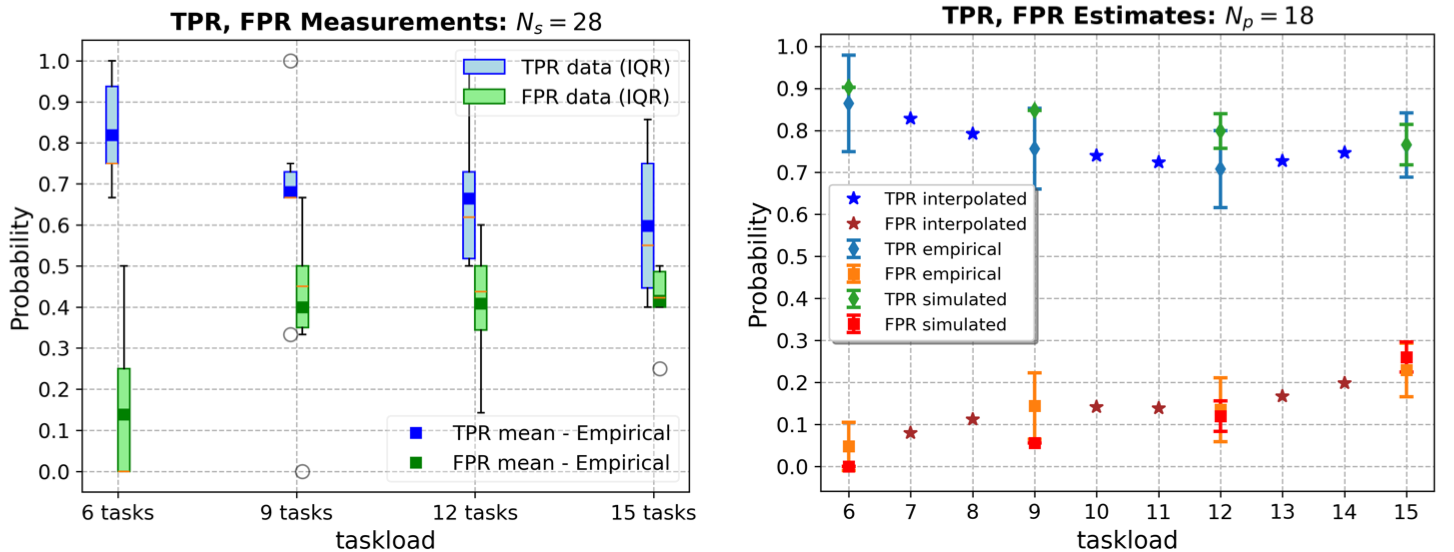 TPR, FPR Measurements: Nₛ = 28
TPR data (IQR)
FPR data (IQR)
Probability
1.0
0.9
0.8
0.7
0.6
0.5
0.4
0.3
0.2
0.1
0.0
TPR mean - Empirical
FPR mean - Empirical
6 tasks 9 tasks 12 tasks 15 tasks
taskload
TPR, FPR Estimates: Nₚ = 18
Probability
1.0
0.9
0.8
0.7
0.6
0.5
0.4
0.3
0.2
0.1
0.0
TPR interpolated
FPR interpolated
TPR empirical
FPR empirical
TPR simulated
FPR simulated
6 7 8 9 10 11 12 13 14 15
taskload